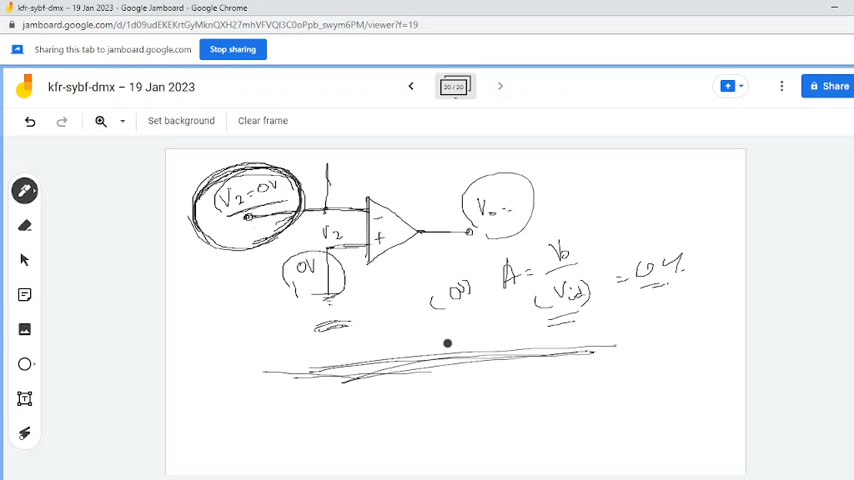 kfr-sybf-dmx – 19 Jan 2023 - Google Jamboard - Google Chrome
jamboard.google.com/d/1d09udEKEKrtGyMknQXH27mhVFVQI3C0oPpb_swym6PM/viewer?f=19
Sharing this tab to jamboard.google.com
Stop sharing
kfr-sybf-dmx – 19 Jan 2023
20 / 20
Share
Set background
Clear frame
V2=0V
Vo=
V2
-
+
0V
A = Vo
(Vid)